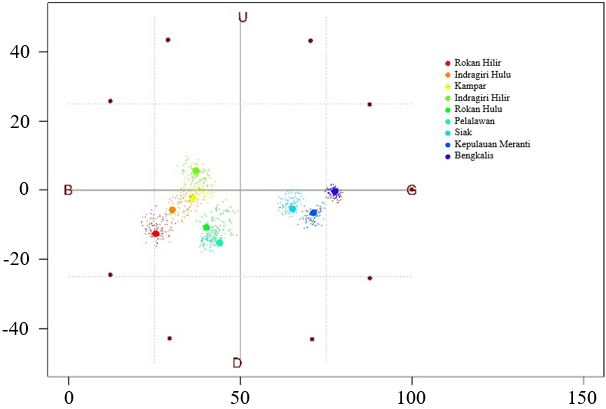 U
40
20
0
-20
-40
B
G
D
Rokan Hilir
Indragiri Hulu
Kampar
Indragiri Hilir
Rokan Hulu
Pelalawan
Siak
Kepulauan Meranti
Bengkalis
0
50
100
150